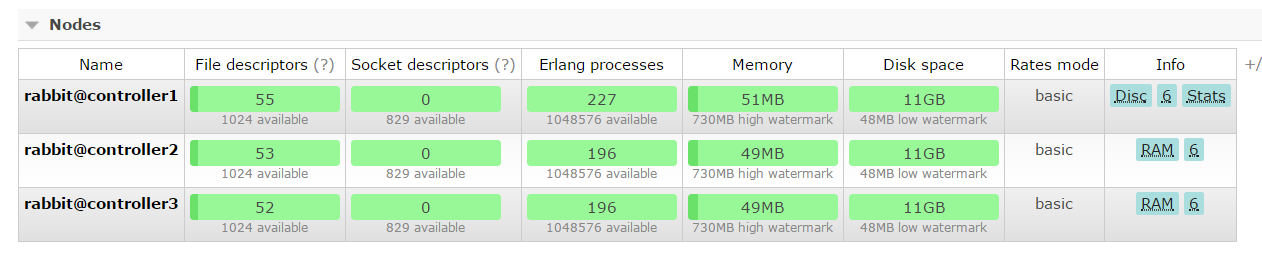 Nodes
Name File descriptors (?) Socket descriptors (?) Erlang processes Memory Disk space Rates mode Info +/
rabbit@controller1 55 0 227 51MB 11GB basic Disc 6 Stats
1024 available 829 available 1048576 available 730MB high watermark 48MB low watermark
rabbit@controller2 53 0 196 49MB 11GB basic RAM 6
1024 available 829 available 1048576 available 730MB high watermark 48MB low watermark
rabbit@controller3 52 0 196 49MB 11GB basic RAM 6
1024 available 829 available 1048576 available 730MB high watermark 48MB low watermark